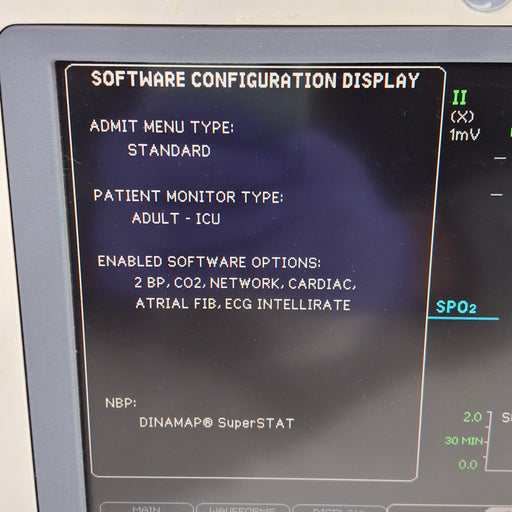 SOFTWARE CONFIGURATION DISPLAY
ADMIT MENU TYPE:
STANDARD
PATIENT MONITOR TYPE:
ADULT - ICU
ENABLED SOFTWARE OPTIONS:
2 BP, CO2, NETWORK, CARDIAC,
ATRIAL FIB, ECG INTELLIRATE
NBP:
DINAMAP® SuperSTAT
II
(X)
1mV
SPO2
2.0
30 MIN
0.0
MAIN
WAVEFORMS
DISPLAY